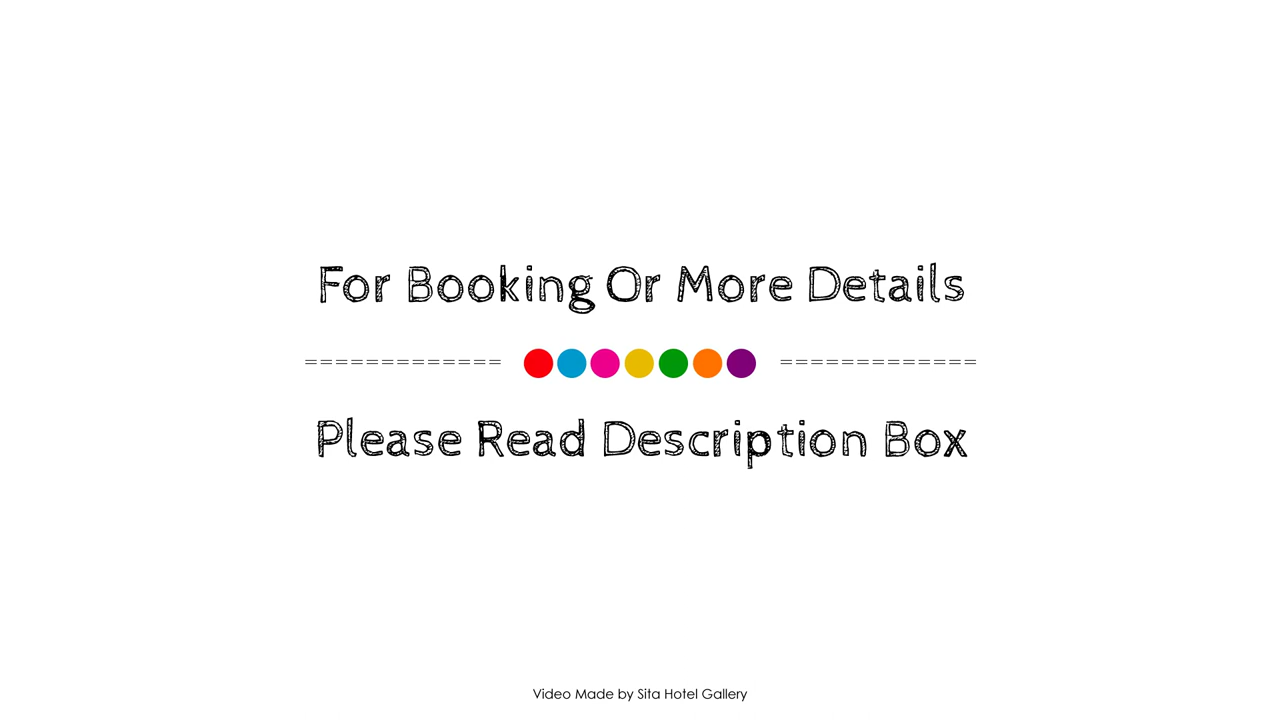 For Booking Or More Details
============= =============
Please Read Description Box
Video Made by Sita Hotel Gallery